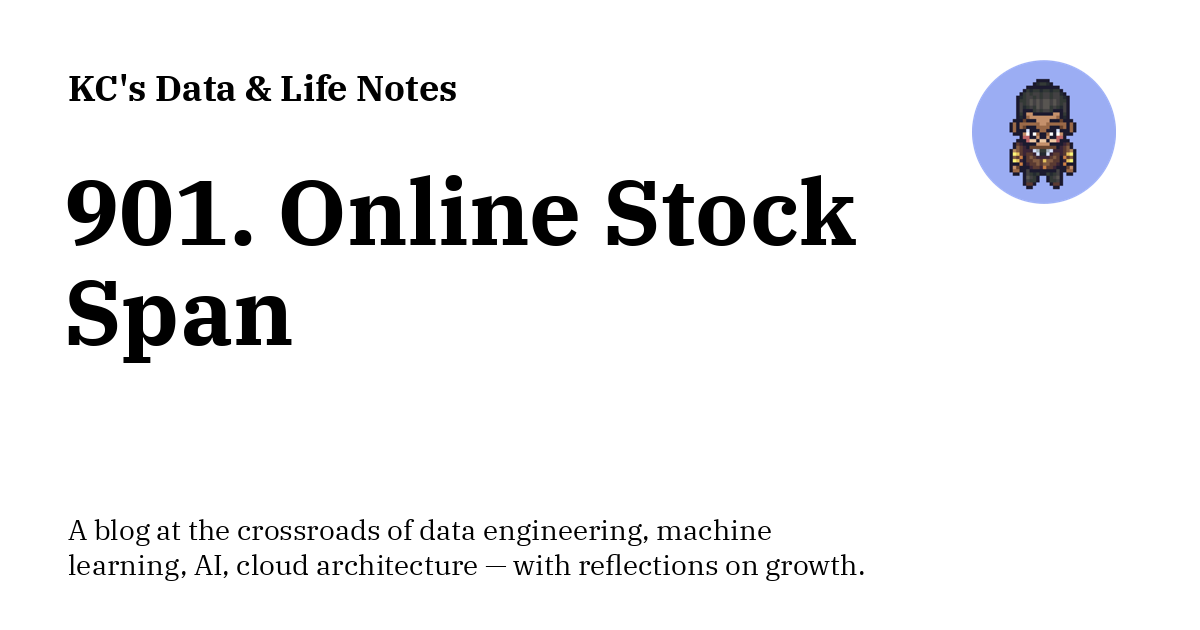 KC's Data & Life Notes
901. Online Stock
Span
A blog at the crossroads of data engineering, machine
learning, AI, cloud architecture — with reflections on growth.